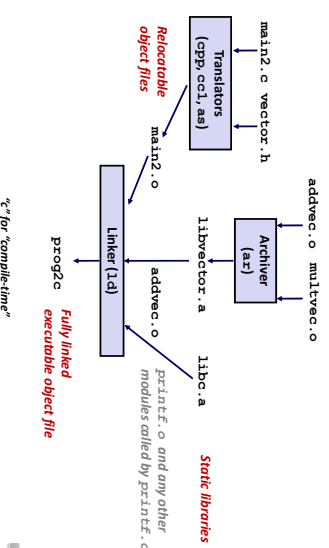 main2.c vector.h
addvec.o multvec.o
Translators
(cpp, cc1, as)
Archiver
(ar)
Relocatable
object files
main2.o
libvector.a
libc.a
Static libraries
addvec.o
printf.o and any other
modules called by printf.o
Linker (ld)
prog2c
Fully linked
executable object file
"c" for "compile-time"